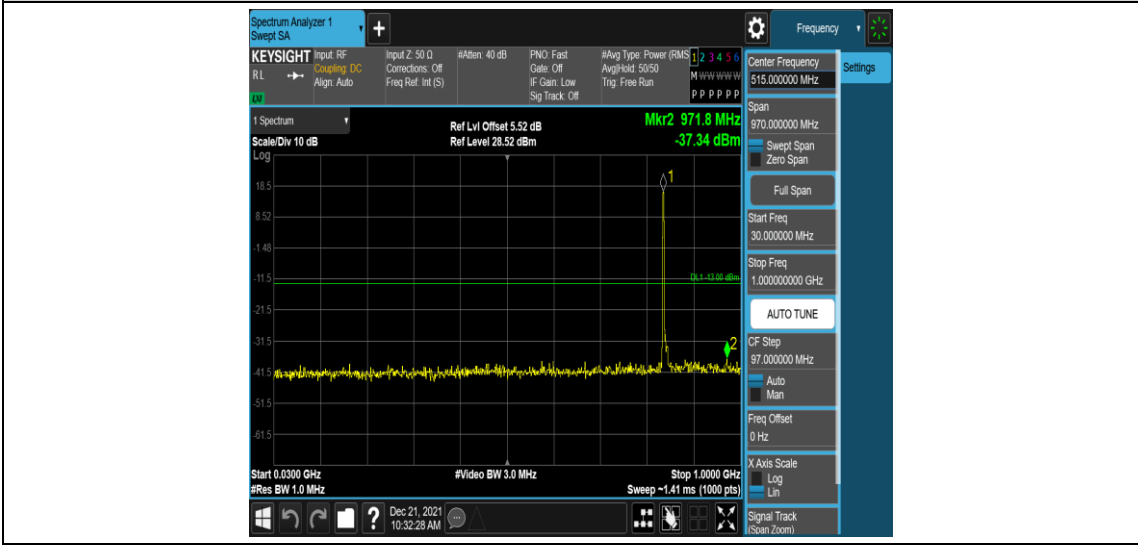 Spectrum Analyzer 1
Swept SA
+
Frequency
KEYSIGHT
RL
LXI
Input: RF
Coupling: DC
Align: Auto
Input Z: 50 Ω
Corrections: Off
Freq Ref: Int (S)
#Atten: 40 dB
PNO: Fast
Gate: Off
IF Gain: Low
Sig Track: Off
#Avg Type: Power (RMS
Avg|Hold: 50/50
Trig: Free Run
1 2 3 4 5 6
M W W W W W
P P P P P P
1 Spectrum
Scale/Div 10 dB
Log
Ref Lvl Offset 5.52 dB
Ref Level 28.52 dBm
Mkr2 971.8 MHz
-37.34 dBm
1
18.5
8.52
-1.48
-11.5
DL1 -13.00 dBm
-21.5
-31.5
2
-41.5
-51.5
-61.5
Start 0.0300 GHz
#Video BW 3.0 MHz
Stop 1.0000 GHz
#Res BW 1.0 MHz
Sweep ~1.41 ms (1000 pts)
?
Dec 21, 2021
10:32:28 AM
Center Frequency
515.000000 MHz
Settings
Span
970.000000 MHz
Swept Span
Zero Span
Full Span
Start Freq
30.000000 MHz
Stop Freq
1.000000000 GHz
AUTO TUNE
CF Step
97.000000 MHz
Auto
Man
Freq Offset
0 Hz
X Axis Scale
Log
Lin
Signal Track
(Span Zoom)